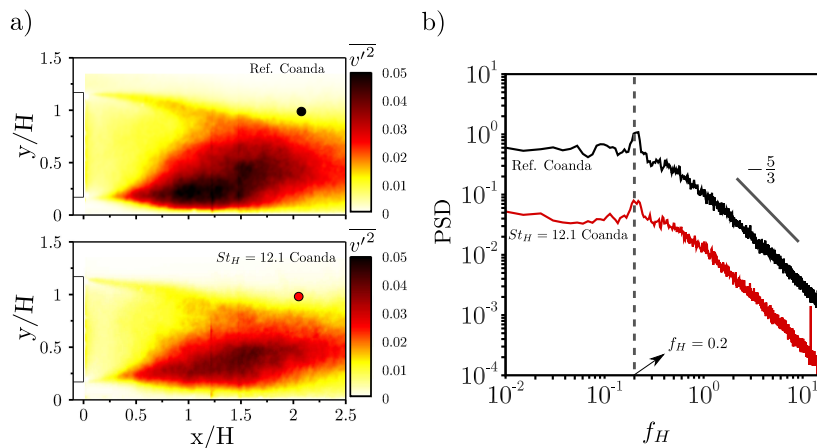 a)
b)
Ref. Coanda
$\overline{v'^2}$
y/H
1.5
1
0.5
0
0.05
0.04
0.03
0.02
0.01
0
St_H = 12.1 Coanda
$\overline{v'^2}$
y/H
1.5
1
0.5
0
0.05
0.04
0.03
0.02
0.01
0
0 0.5 1 1.5 2 2.5
x/H
PSD
10^1
10^0
10^-1
10^-2
10^-3
10^-4
Ref. Coanda
-5/3
St_H = 12.1 Coanda
f_H = 0.2
10^-2 10^-1 10^0 10^1
f_H